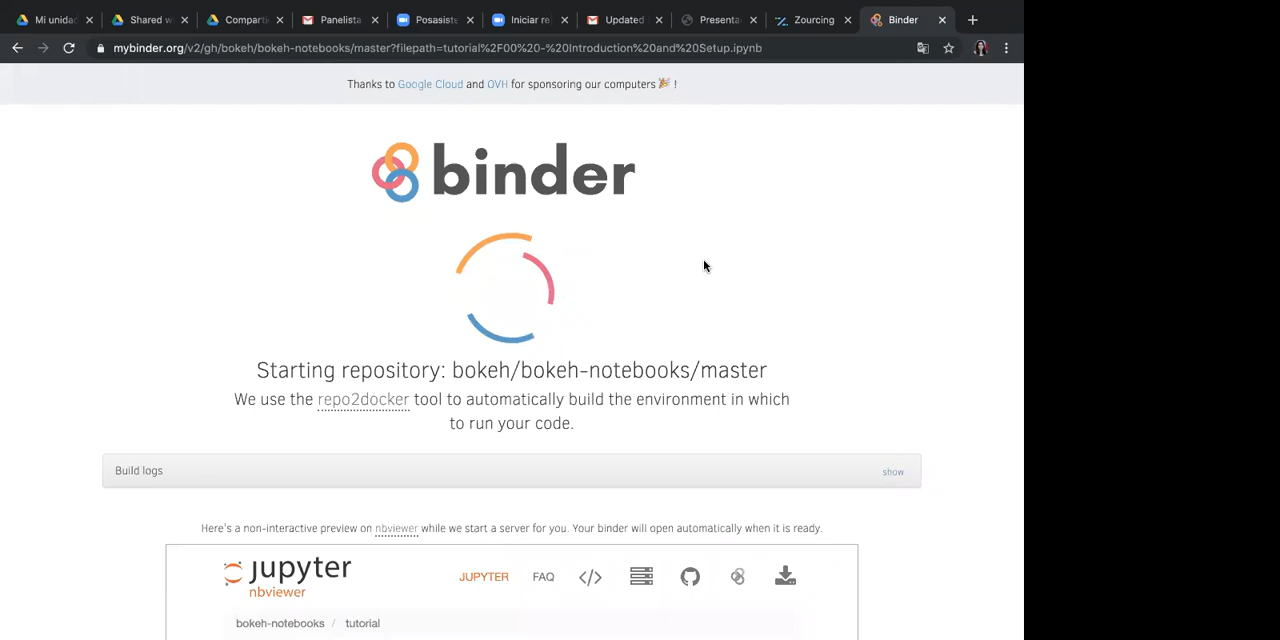 Mi unida
Shared w
Comparti
Panelista
Posasiste
Iniciar re
Updated
Presenta
Zourcing
Binder
mybinder.org/v2/gh/bokeh/bokeh-notebooks/master?filepath=tutorial%2F00%20-%20Introduction%20and%20Setup.ipynb
Thanks to Google Cloud and OVH for sponsoring our computers 🎉 !
binder
Starting repository: bokeh/bokeh-notebooks/master
We use the repo2docker tool to automatically build the environment in which
to run your code.
Build logs
show
Here's a non-interactive preview on nbviewer while we start a server for you. Your binder will open automatically when it is ready.
jupyter
nbviewer
JUPYTER
FAQ
</>
bokeh-notebooks / tutorial